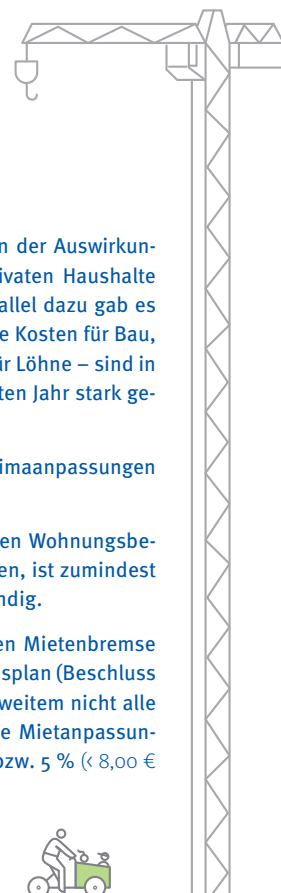 n der Auswirkun-
ivaten Haushalte
allel dazu gab es
e Kosten für Bau,
ür Löhne – sind in
ten Jahr stark ge-
imaanpassungen
en Wohnungsbe-
en, ist zumindest
ndig.
en Mietenbremse
splan (Beschluss
weitem nicht alle
e Mietanpassun-
bzw. 5 % (< 8,00 €